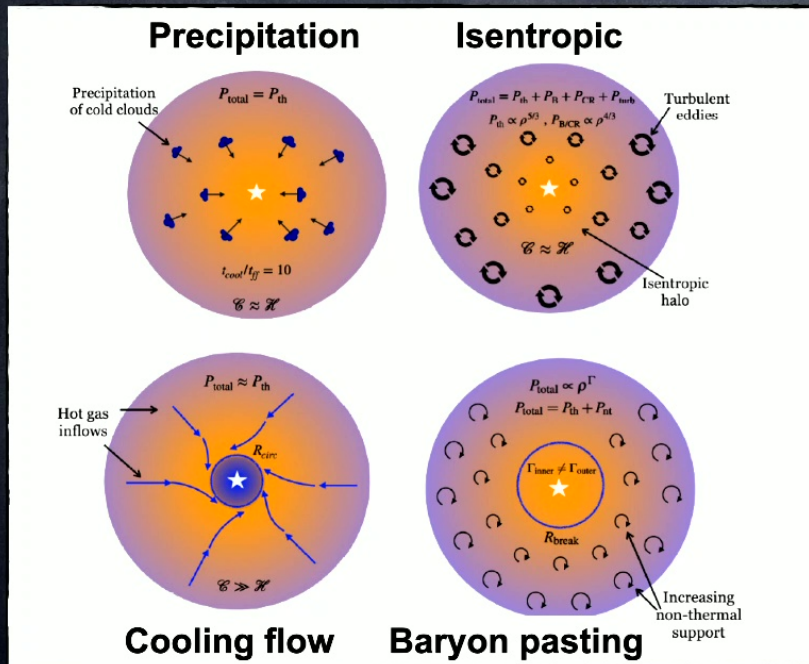 Precipitation
Precipitation
of cold clouds
P_total = P_th
t_cool/t_ff = 10
𝒞 ≈ ℋ
Isentropic
P_total = P_th + P_B + P_CR + P_turb
P_th ∝ ρ^5/3 , P_B/CR ∝ ρ^4/3
Turbulent
eddies
𝒞 ≈ ℋ
Isentropic
halo
P_total ≈ P_th
Hot gas
inflows
R_circ
𝒞 ≫ ℋ
Cooling flow
P_total ∝ ρ^Γ
P_total = P_th + P_nt
Γ_inner ≠ Γ_outer
R_break
Increasing
non-thermal
support
Baryon pasting